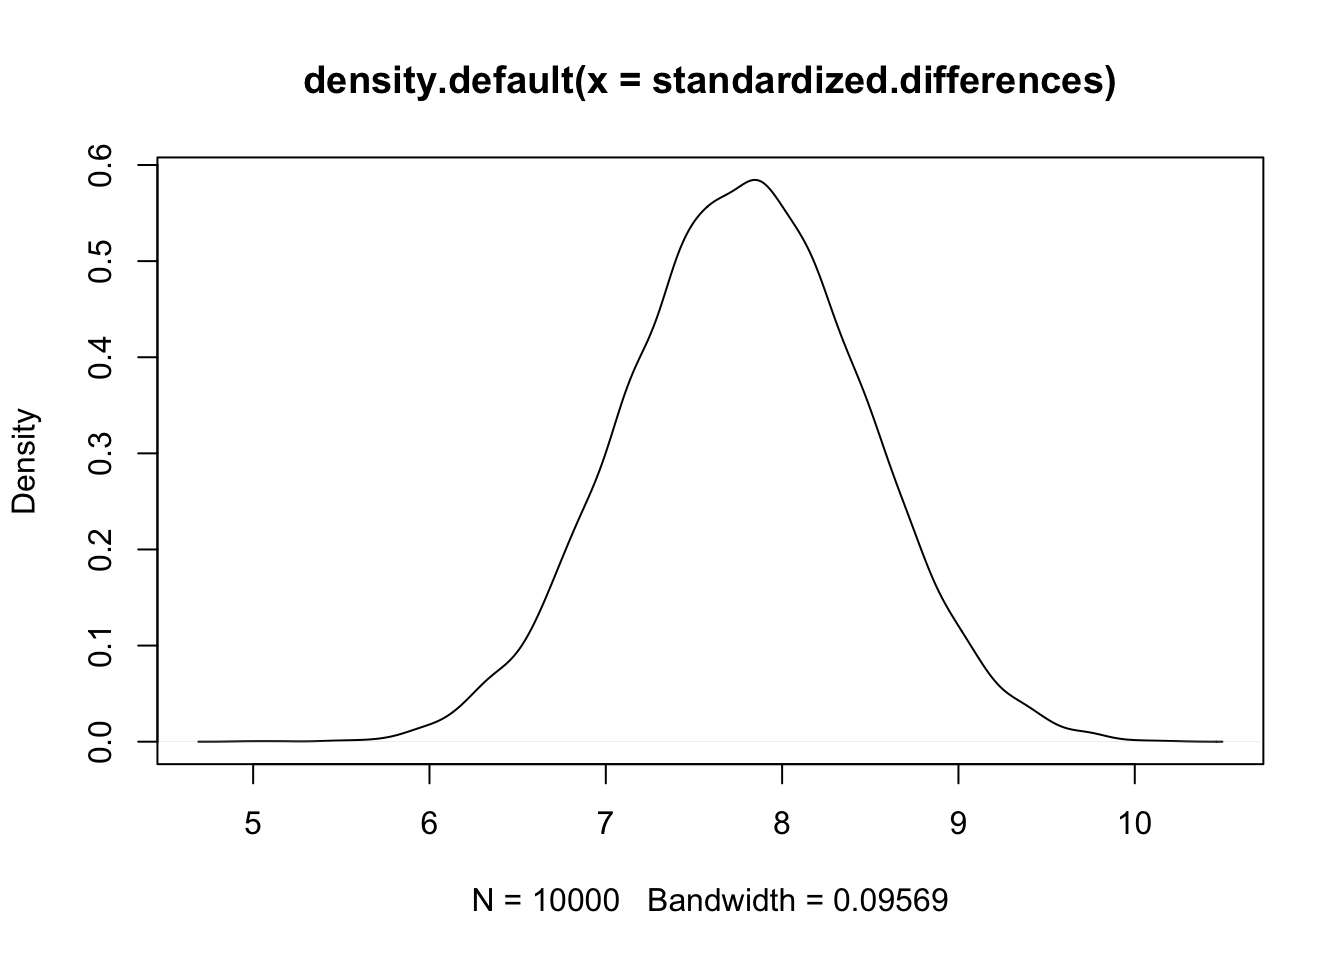 density.default(x = standardized.differences)
Density
0.6
0.5
0.4
0.3
0.2
0.1
0.0
5 6 7 8 9 10
N = 10000 Bandwidth = 0.09569